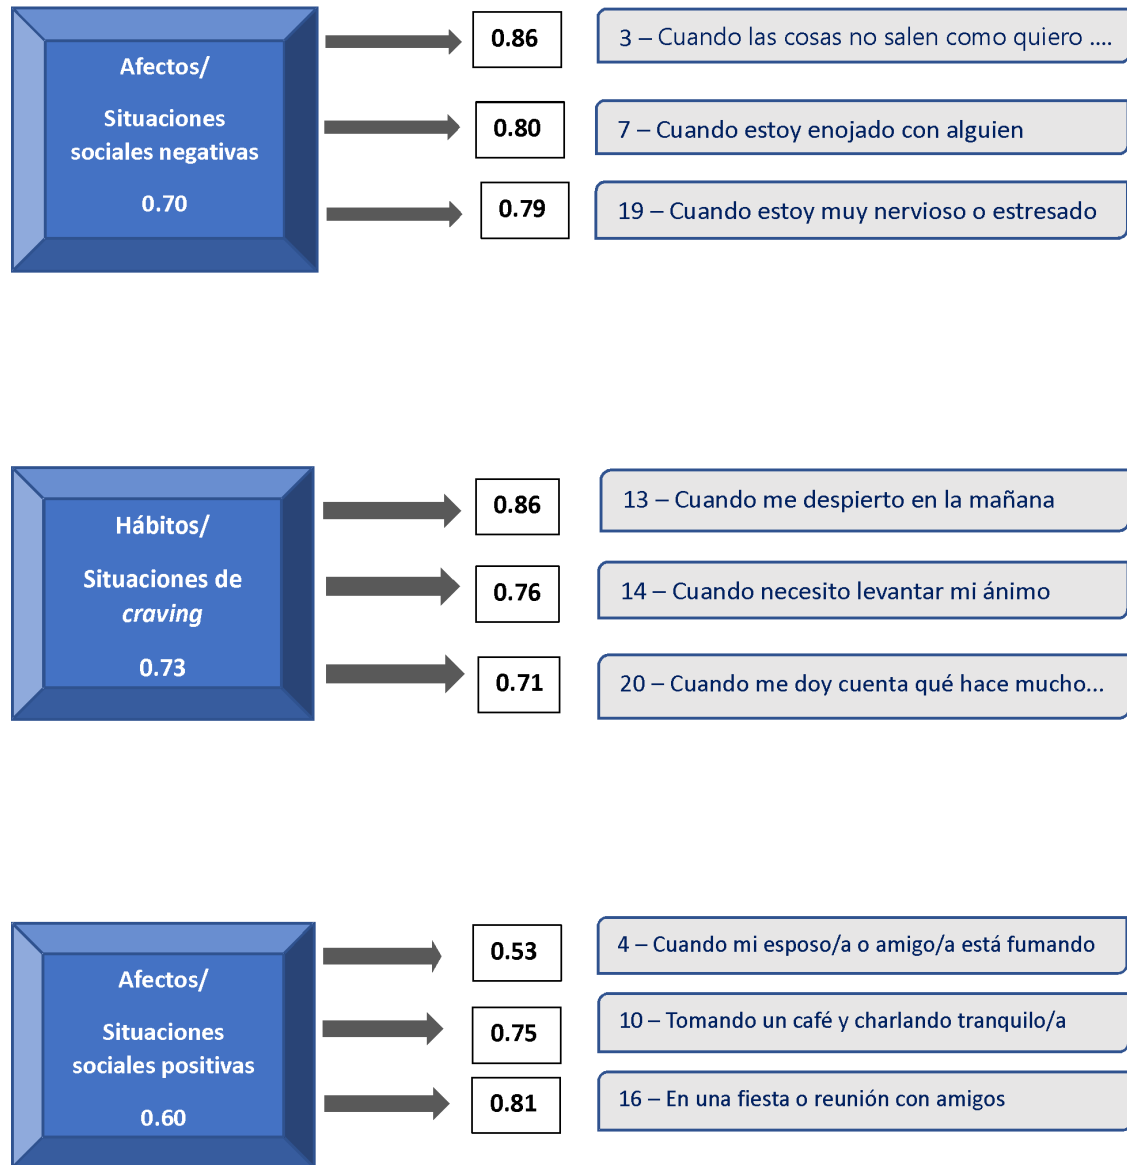 Afectos/
Situaciones
sociales negativas
0.70
0.86
3 – Cuando las cosas no salen como quiero ....
0.80
7 – Cuando estoy enojado con alguien
0.79
19 – Cuando estoy muy nervioso o estresado
Hábitos/
Situaciones de
craving
0.73
0.86
13 – Cuando me despierto en la mañana
0.76
14 – Cuando necesito levantar mi ánimo
0.71
20 – Cuando me doy cuenta qué hace mucho...
Afectos/
Situaciones
sociales positivas
0.60
0.53
4 – Cuando mi esposo/a o amigo/a está fumando
0.75
10 – Tomando un café y charlando tranquilo/a
0.81
16 – En una fiesta o reunión con amigos